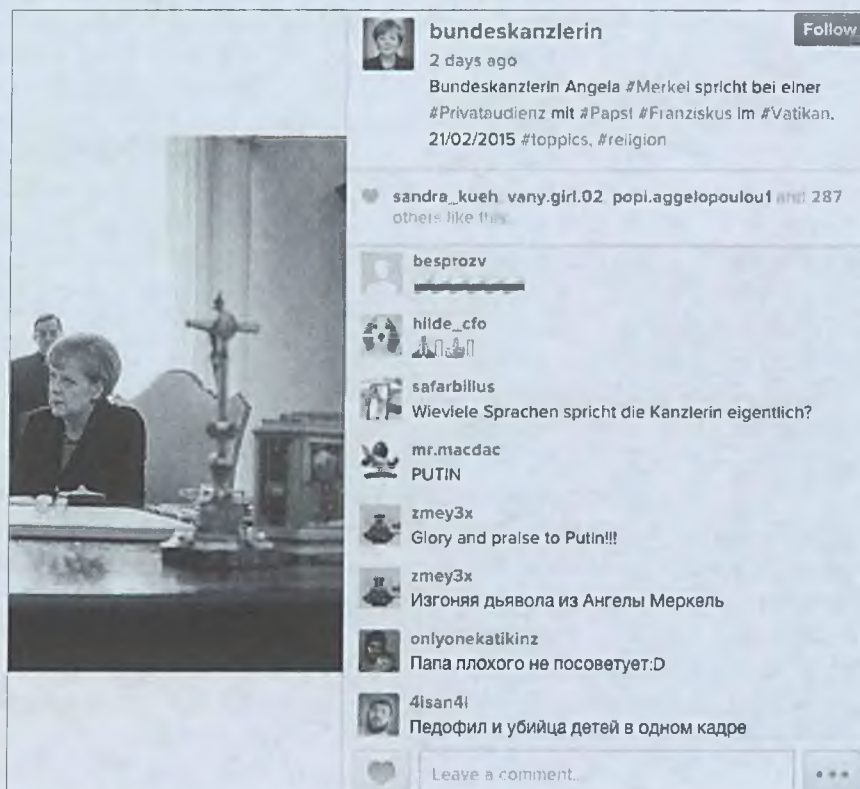 bundeskanzlerin
Follow
2 days ago
Bundeskanzlerin Angela #Merkel spricht bei einer
#Privataudienz mit #Papst #Franziskus im #Vatikan.
21/02/2015 #toppics, #religion
sandra_kueh, vany.girl.02, popi.aggelopoulou1 and 287
others like this.
besprozv
hilde_cfo
safarbilius
Wieviele Sprachen spricht die Kanzlerin eigentlich?
mr.macdac
PUTIN
zmey3x
Glory and praise to Putin!!!
zmey3x
Изгоняя дьявола из Ангелы Меркель
onlyonekatikinz
Папа плохого не посоветует:D
4isan4i
Педофил и убийца детей в одном кадре
Leave a comment...